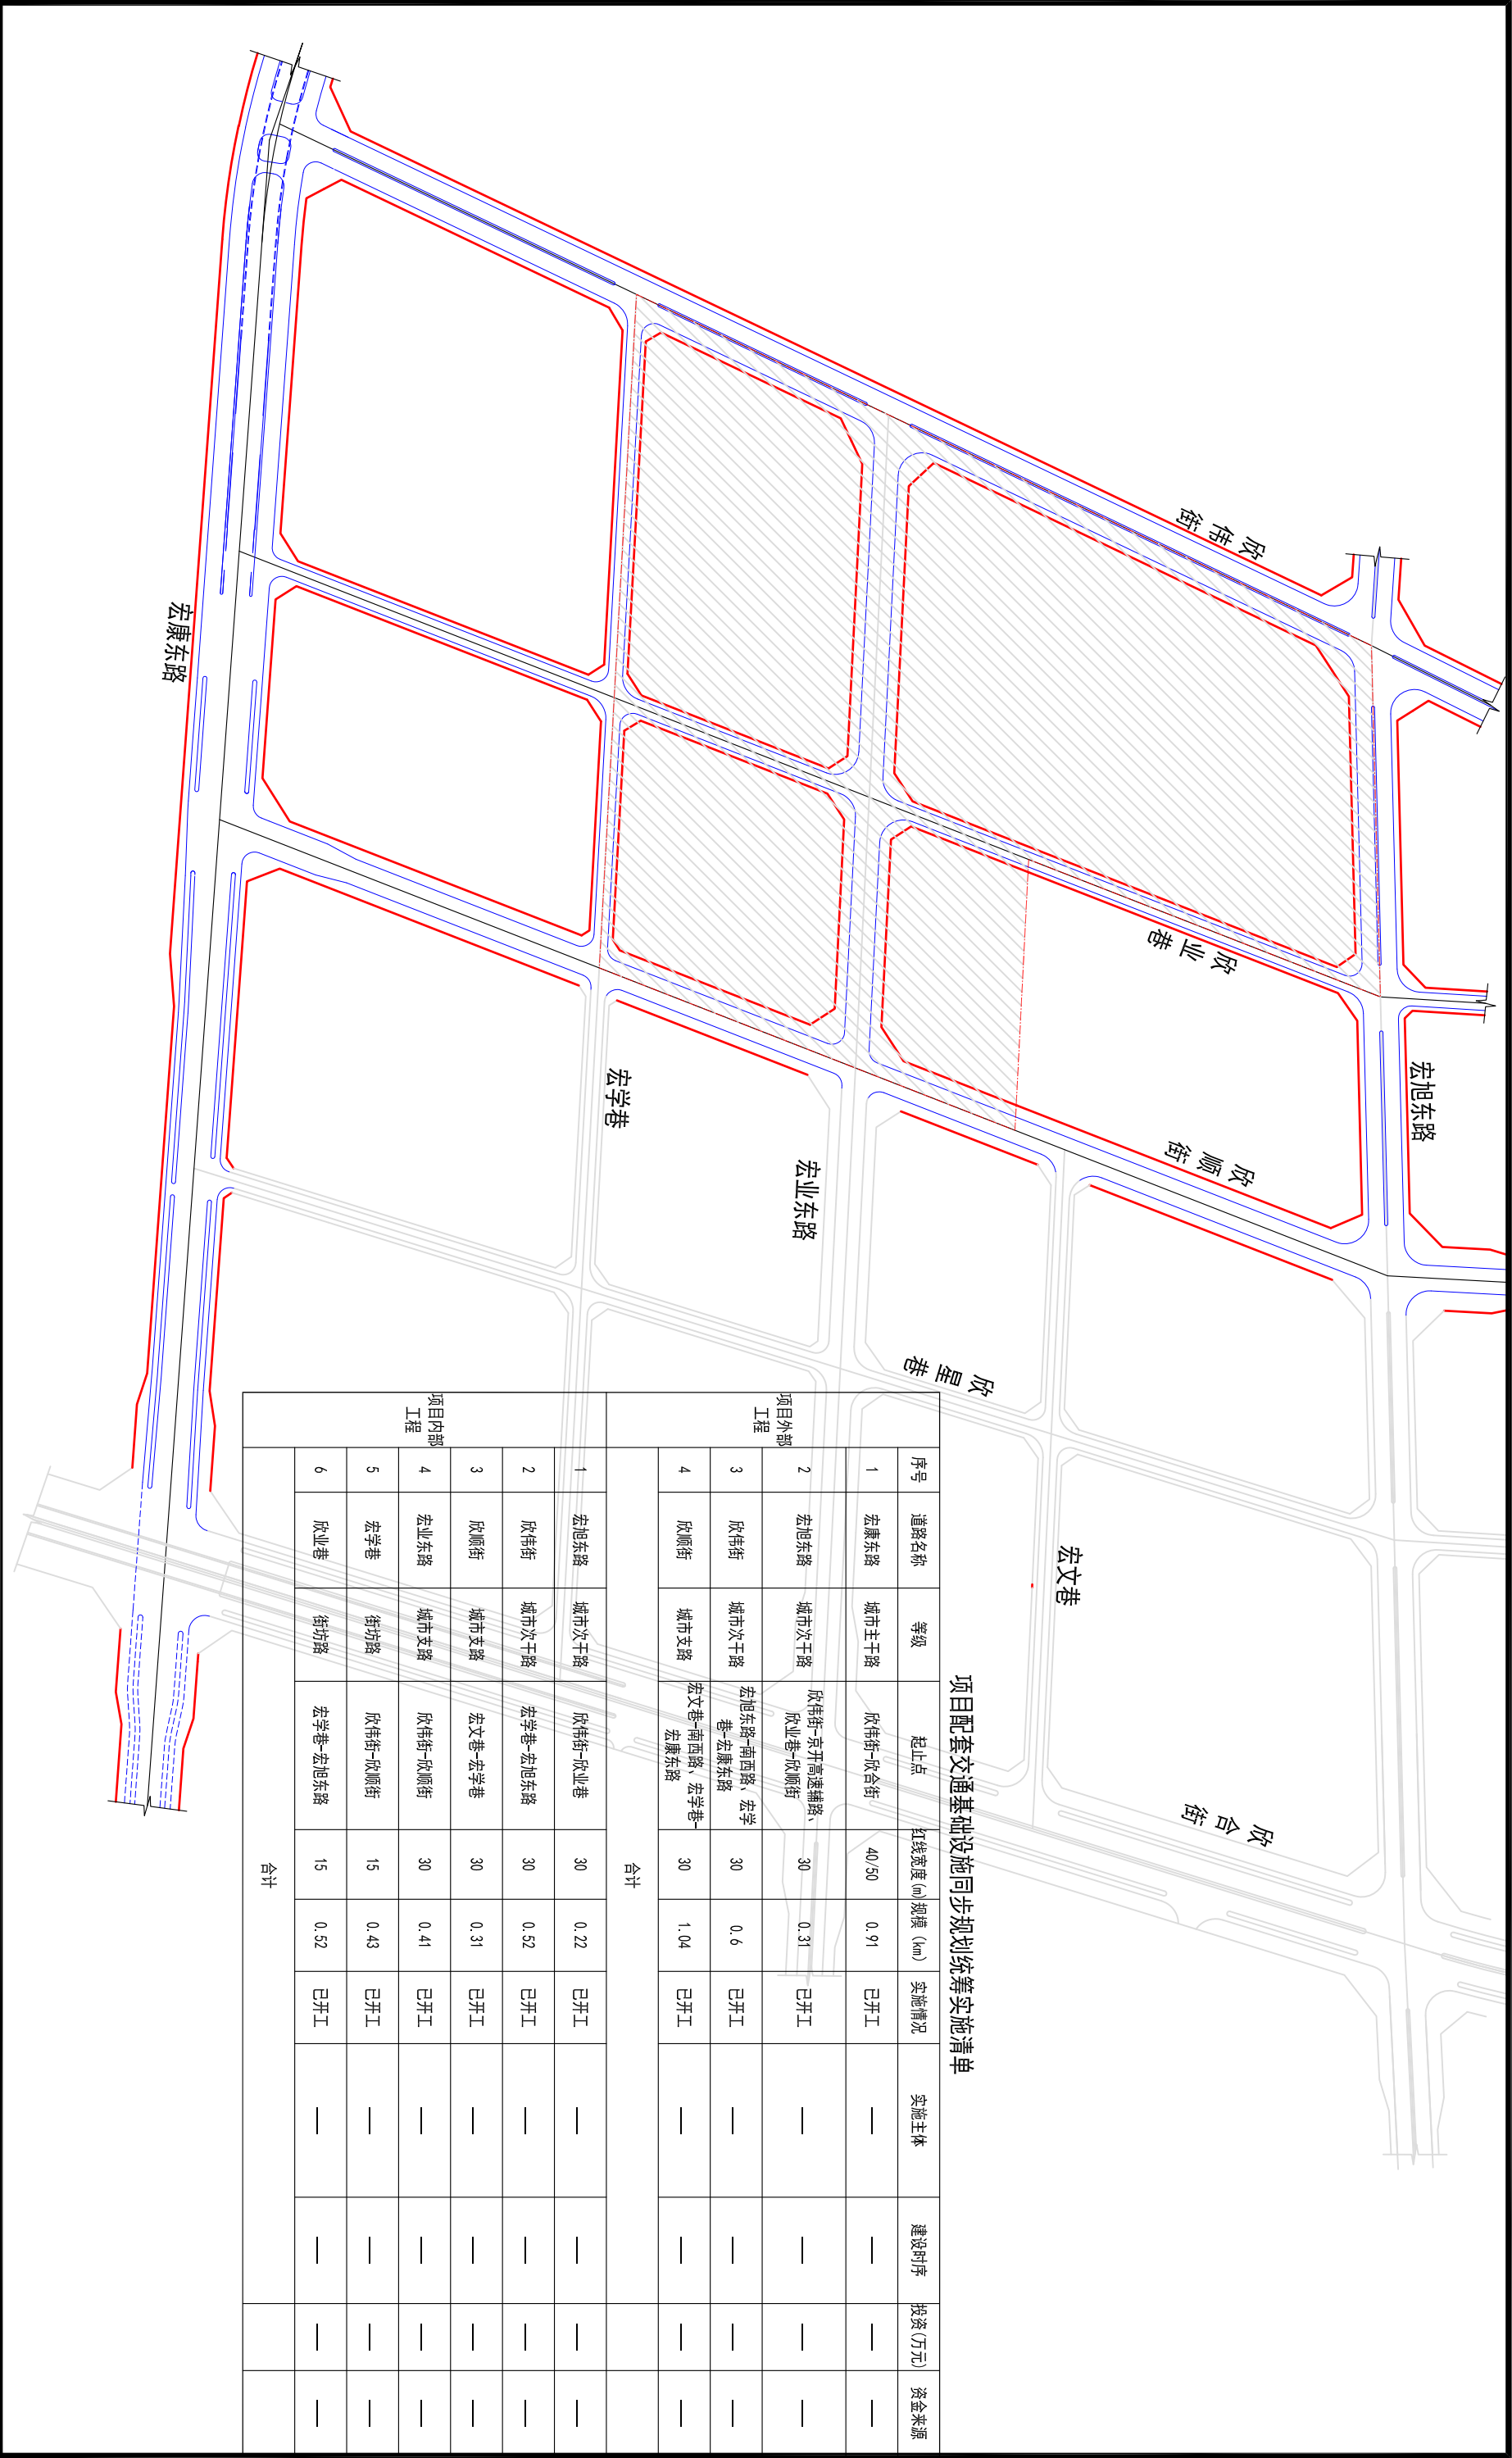 欣伟街
宏旭东路
欣业巷
欣顺街
宏康东路
宏学巷
宏业东路
欣星巷
宏文巷
欣合街
项目配套交通基础设施同步规划统筹实施清单
序号 道路名称 等级 起止点 红线宽度(m) 规模(km) 实施情况 实施主体 建设时序 投资(万元) 资金来源
项目外部
工程
1 宏康东路 城市主干路 欣伟街-欣合街 40/50 0.91 已开工 — — — —
2 宏旭东路 城市次干路 欣伟街-京开高速辅路、
欣业巷-欣顺街 30 0.31 已开工 — — — —
3 欣伟街 城市次干路 宏旭东路-南西路、宏学
巷-宏康东路 30 0.6 已开工 — — — —
4 欣顺街 城市支路 宏文巷-南西路、宏学巷-
宏康东路 30 1.04 已开工 — — — —
合计
项目内部
工程
1 宏旭东路 城市次干路 欣伟街-欣业巷 30 0.22 已开工 — — — —
2 欣伟街 城市次干路 宏学巷-宏旭东路 30 0.52 已开工 — — — —
3 欣顺街 城市支路 宏文巷-宏学巷 30 0.31 已开工 — — — —
4 宏业东路 城市支路 欣伟街-欣顺街 30 0.41 已开工 — — — —
5 宏学巷 街坊路 欣伟街-欣顺街 15 0.43 已开工 — — — —
6 欣业巷 街坊路 宏学巷-宏旭东路 15 0.52 已开工 — — — —
合计